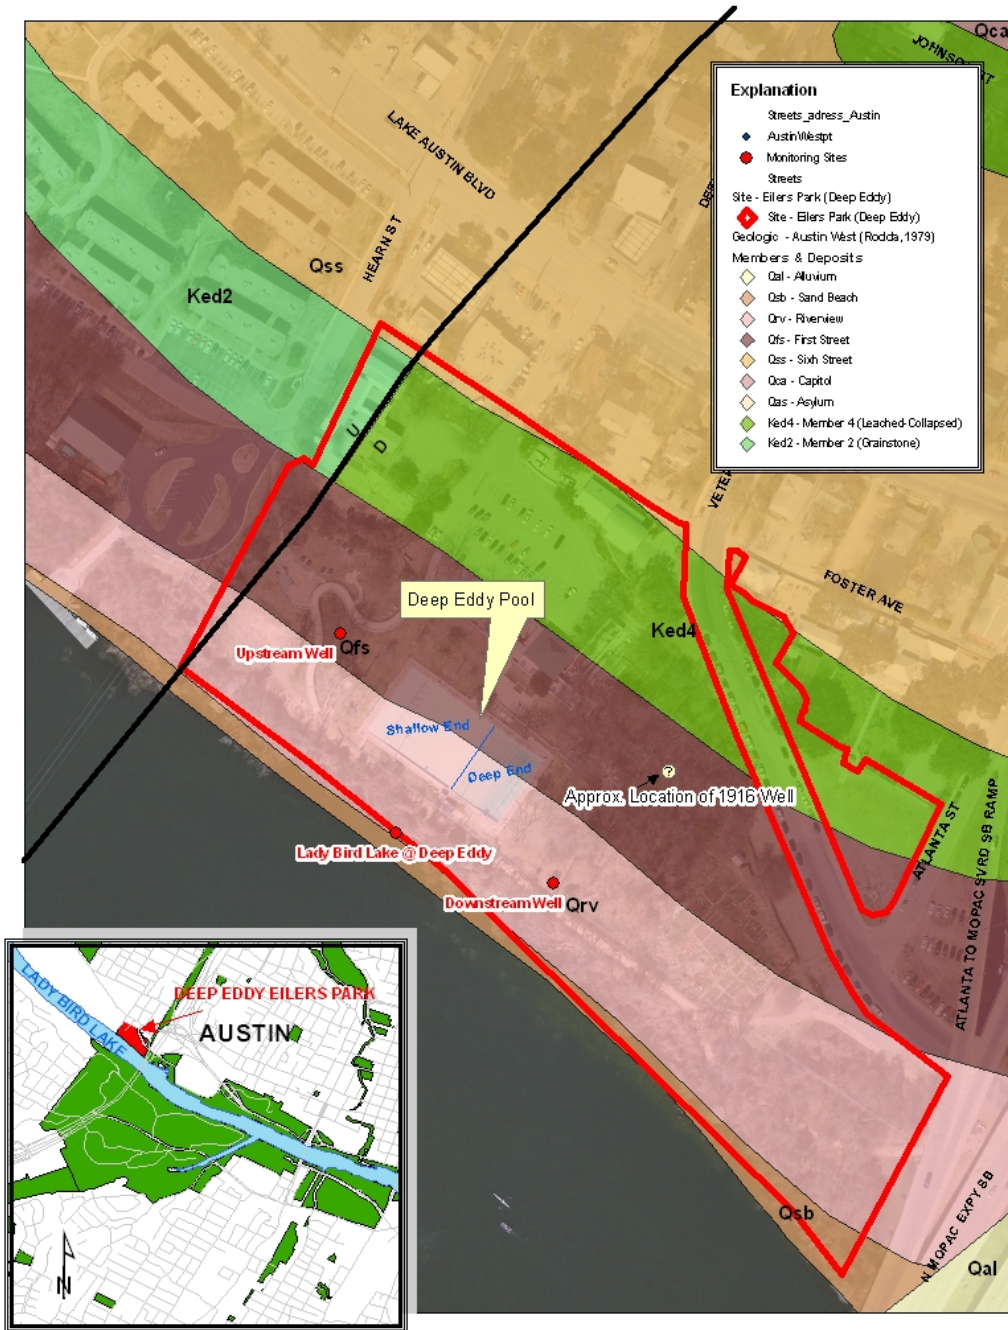 Qca
JOHNSON ST
Explanation
Streets_adress_Austin
AustinWestpt
Monitoring Sites
Streets
Site - Eilers Park (Deep Eddy)
Site - Eilers Park (Deep Eddy)
Geologic - Austin West (Rodda, 1979)
Members & Deposits
Qal - Alluvium
Qsb - Sand Beach
Qrv - Riverview
Qfs - First Street
Qss - Sixh Street
Qca - Capitol
Qas - Asylum
Ked4 - Member 4 (Leached-Collapsed)
Ked2 - Member 2 (Grainstone)
LAKE AUSTIN BLVD
HEARN ST
Qss
Ked2
U
D
FOSTER AVE
Deep Eddy Pool
Ked4
Upstream Well
Qfs
Shallow End
Deep End
?
Approx. Location of 1916 Well
Lady Bird Lake @ Deep Eddy
Downstream Well
Qrv
ATLANTA ST
ATLANTA TO MOPAC SVRD SB RAMP
N MOPAC EXPY SB
Qsb
Qal
LADY BIRD LAKE
DEEP EDDY EILERS PARK
AUSTIN
N